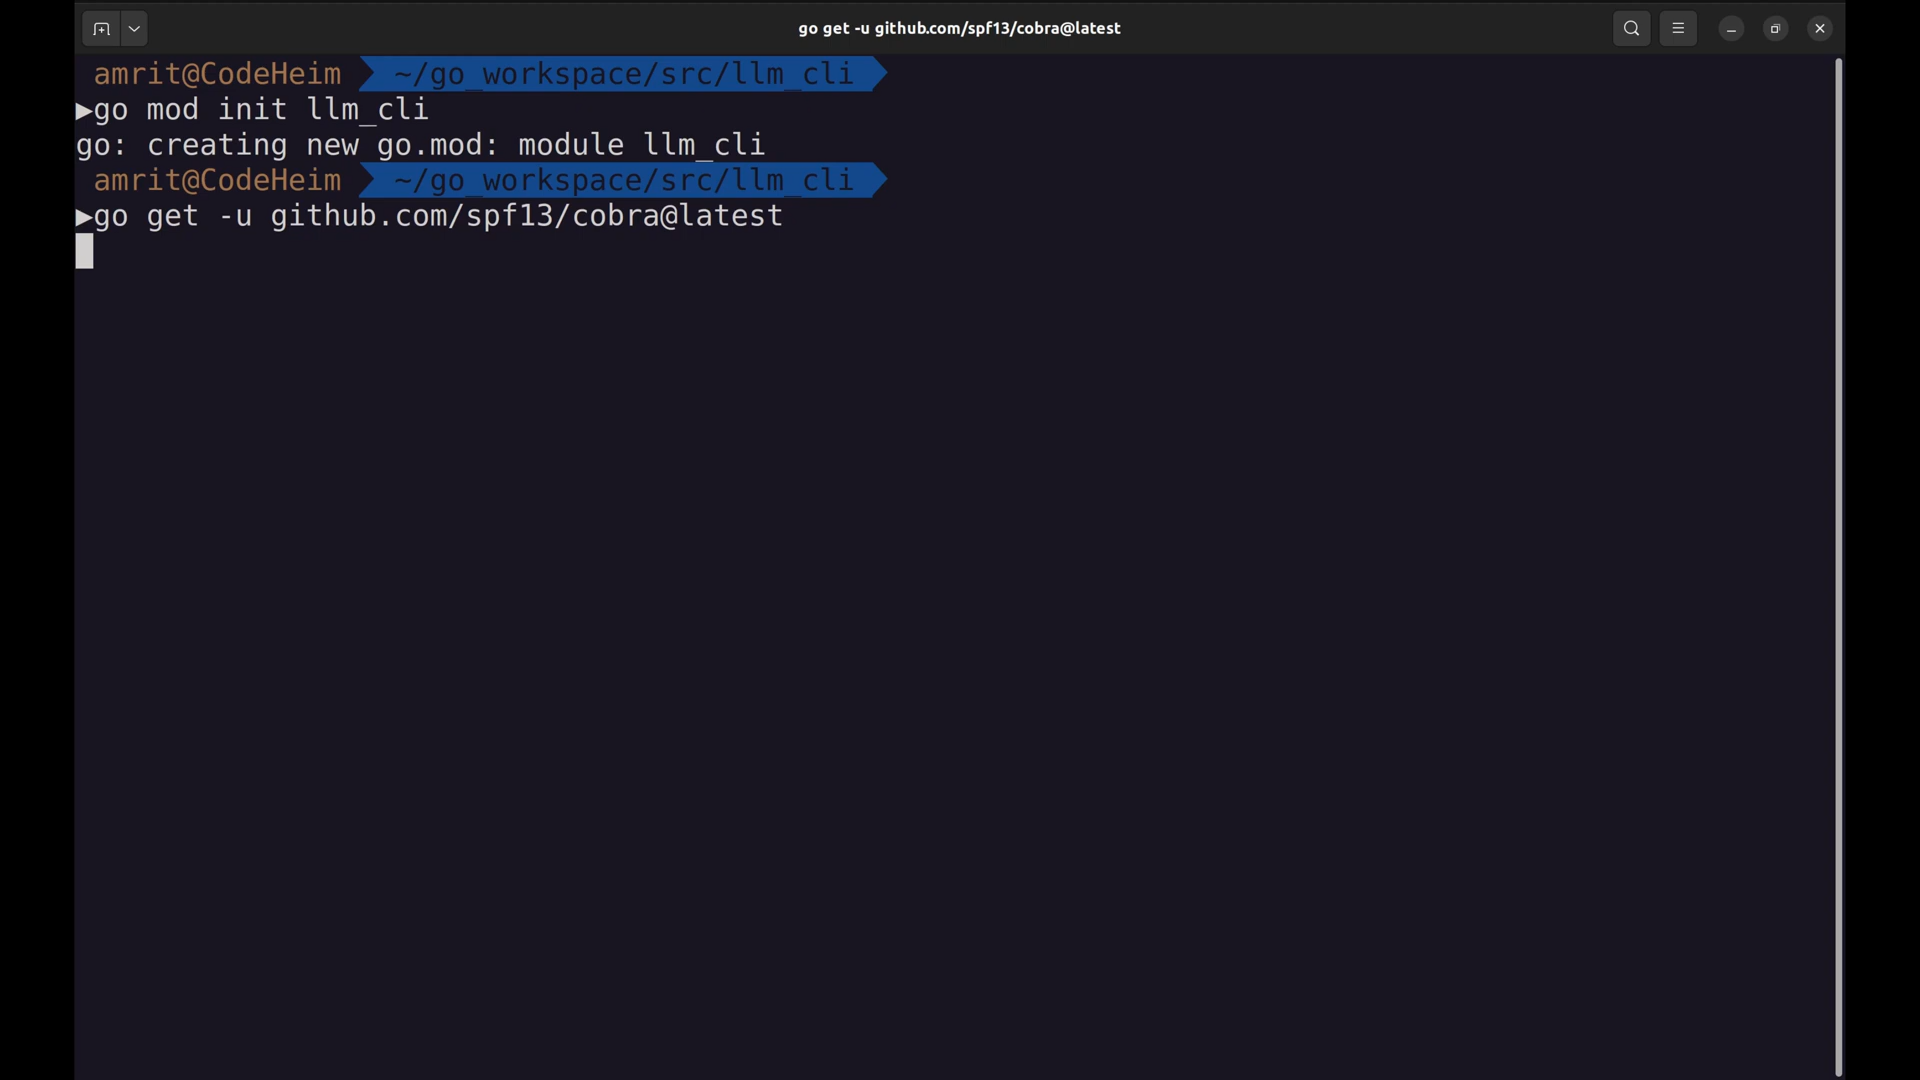 go get -u github.com/spf13/cobra@latest
amrit@CodeHeim ~/go_workspace/src/llm_cli
▶go mod init llm_cli
go: creating new go.mod: module llm_cli
amrit@CodeHeim ~/go_workspace/src/llm_cli
▶go get -u github.com/spf13/cobra@latest